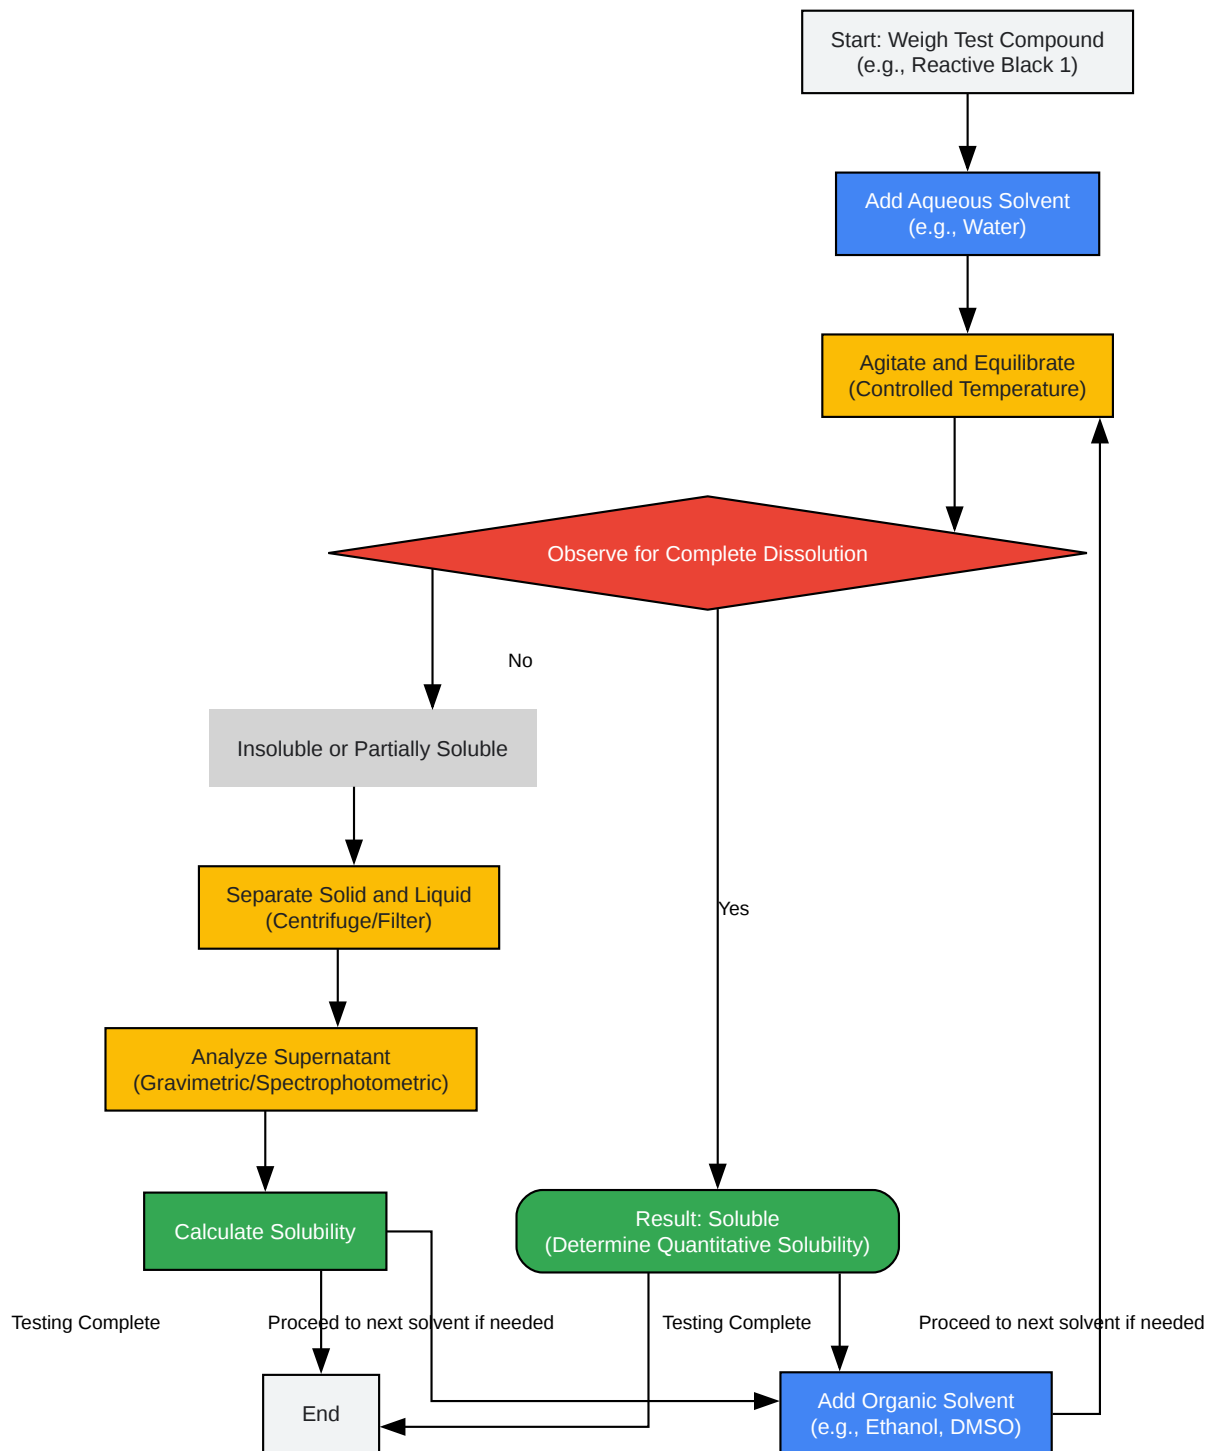 Start: Weigh Test Compound
(e.g., Reactive Black 1)
Add Aqueous Solvent
(e.g., Water)
Agitate and Equilibrate
(Controlled Temperature)
Observe for Complete Dissolution
No
Insoluble or Partially Soluble
Separate Solid and Liquid
(Centrifuge/Filter)
Yes
Analyze Supernatant
(Gravimetric/Spectrophotometric)
Calculate Solubility
Result: Soluble
(Determine Quantitative Solubility)
Testing Complete
Proceed to next solvent if needed
Testing Complete
Proceed to next solvent if needed
End
Add Organic Solvent
(e.g., Ethanol, DMSO)